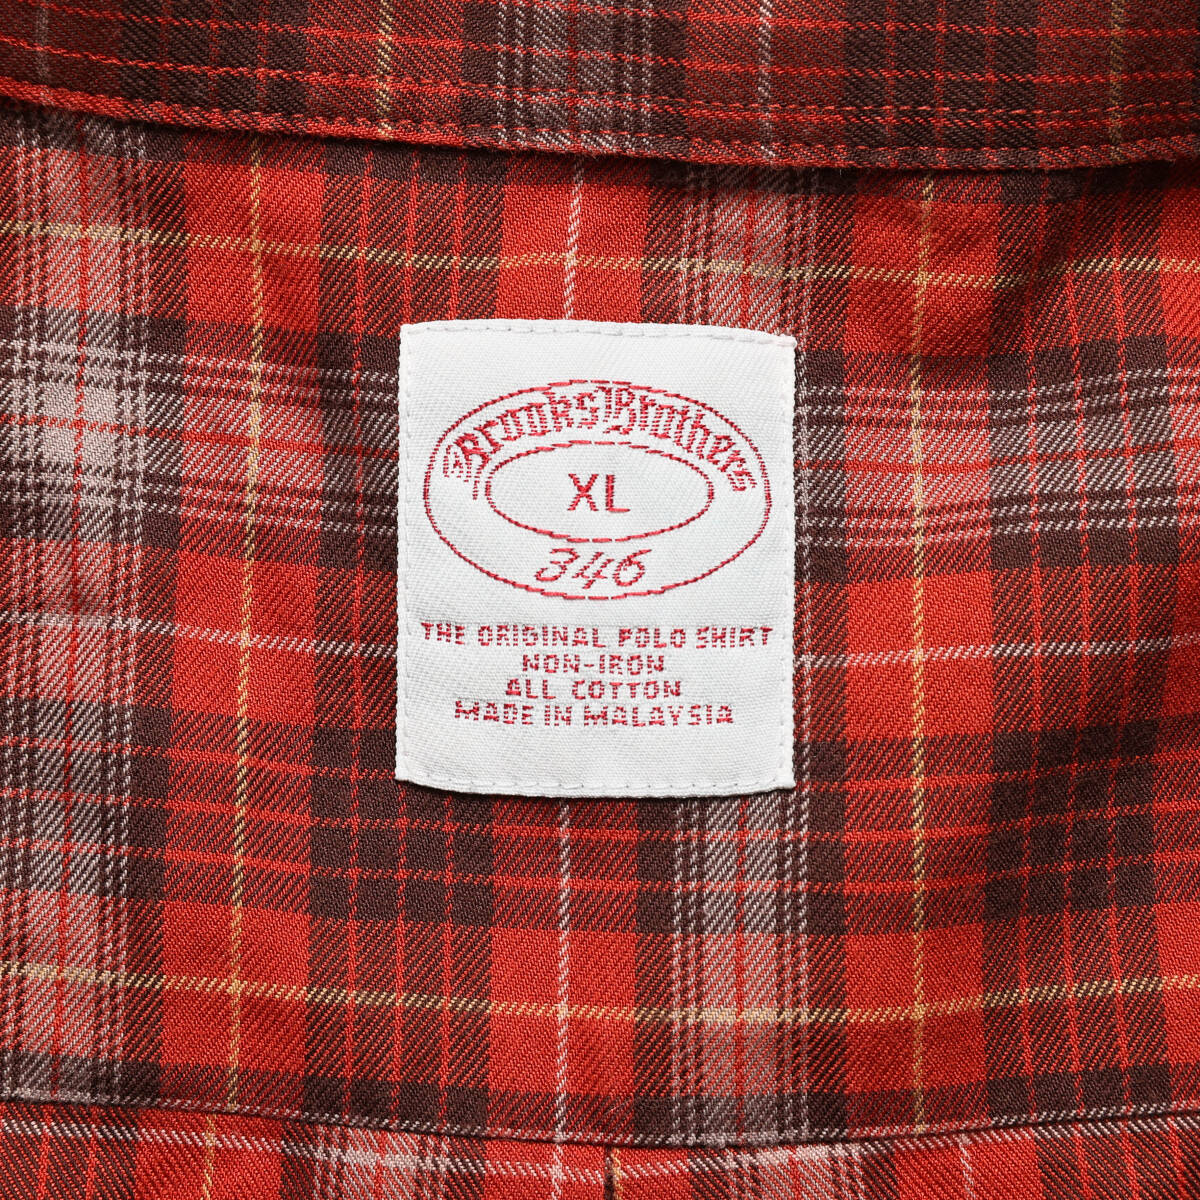 Brooks Brothers
XL
346
THE ORIGINAL POLO SHIRT
NON-IRON
ALL COTTON
MADE IN MALAYSIA